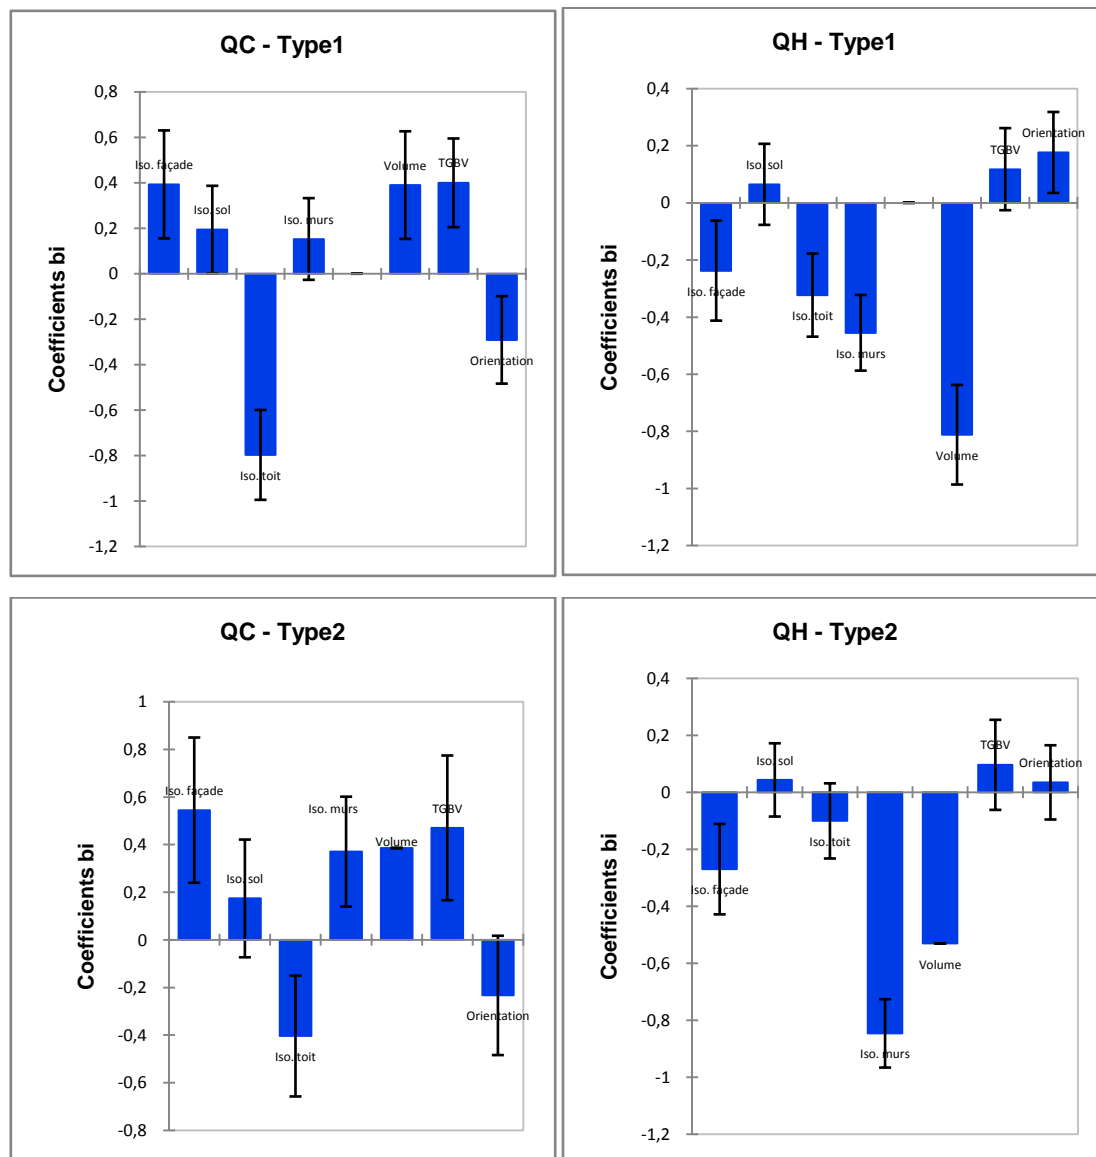 QC - Type1
Coefficients bi
0,8
0,6
0,4
0,2
0
-0,2
-0,4
-0,6
-0,8
-1
-1,2
Iso. façade
Iso. sol
Iso. toit
Iso. murs
Volume
TGBV
Orientation
QH - Type1
Coefficients bi
0,4
0,2
0
-0,2
-0,4
-0,6
-0,8
-1
-1,2
Iso. façade
Iso. sol
Iso. toit
Iso. murs
Volume
TGBV
Orientation
QC - Type2
Coefficients bi
1
0,8
0,6
0,4
0,2
0
-0,2
-0,4
-0,6
-0,8
Iso. façade
Iso. sol
Iso. toit
Iso. murs
Volume
TGBV
Orientation
QH - Type2
Coefficients bi
0,4
0,2
0
-0,2
-0,4
-0,6
-0,8
-1
-1,2
Iso. façade
Iso. sol
Iso. toit
Iso. murs
Volume
TGBV
Orientation